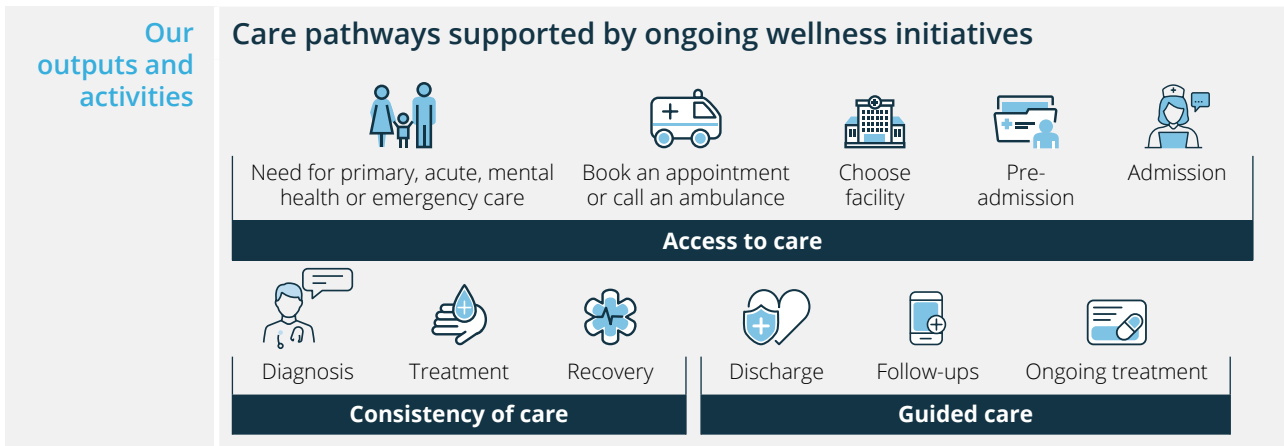 Our
outputs and
activities
Care pathways supported by ongoing wellness initiatives
Need for primary, acute, mental
health or emergency care
Book an appointment
or call an ambulance
Choose
facility
Pre-
admission
Admission
Access to care
Diagnosis
Treatment
Recovery
Consistency of care
Discharge
Follow-ups
Ongoing treatment
Guided care